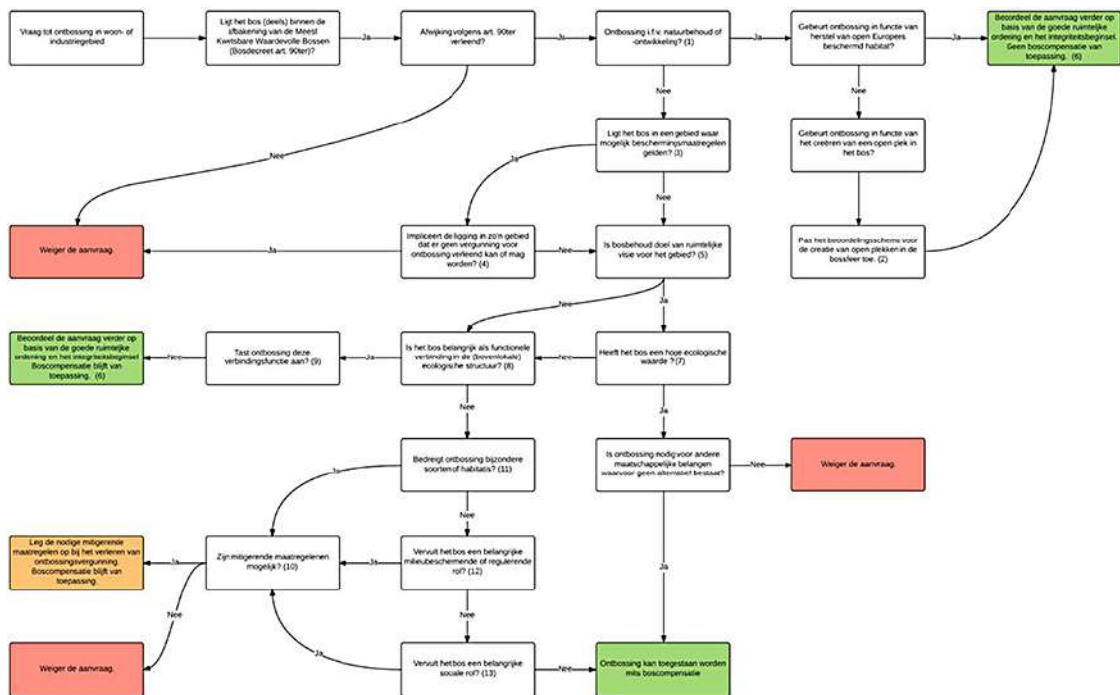 Vraag tot ontbossing in woon- of
industriegebied
Ligt het bos (deels) binnen de
afbakening van de Meest
Kwetsbare Waardevolle Bossen
(Bosdecreet art. 90ter)?
Ja
Afwijking volgens art. 90ter
verleend?
Ja
Ontbossing i.f.v. natuurbehoud of
-ontwikkeling? (1)
Ja
Gebeurt ontbossing in functie van
herstel van open Europees
beschermd habitat?
Ja
Beoordeel de aanvraag verder op
basis van de goede ruimtelijke
ordening en het integriteitsbeginsel.
Geen boscompensatie van
toepassing. (6)
Nee
Nee
Nee
Ligt het bos in een gebied waar
mogelijk beschermingsmaatregelen
gelden? (3)
Ja
Gebeurt ontbossing in functie van
het creëren van een open plek in
het bos?
Nee
Weiger de aanvraag.
Ja
Impliceert de ligging in zo'n gebied
dat er geen vergunning voor
ontbossing verleend kan of mag
worden? (4)
Nee
Is bosbehoud doel van ruimtelijke
visie voor het gebied? (5)
Pas het beoordelingsschema voor
de creatie van open plekken in de
bossfeer toe. (2)
Nee
Ja
Beoordeel de aanvraag verder op
basis van de goede ruimtelijke
ordening en het integriteitsbeginsel
Boscompensatie blijft van
toepassing. (6)
Nee
Tast ontbossing deze
verbindingsfunctie aan? (9)
Ja
Is het bos belangrijk als functionele
verbinding in de (bovenlokale)
ecologische structuur? (8)
Nee
Heeft het bos een hoge ecologische
waarde ? (7)
Nee
Ja
Bedreigt ontbossing bijzondere
soorten of habitats? (11)
Ja
Is ontbossing nodig voor andere
maatschappelijke belangen
waarvoor geen alternatief bestaat?
Nee
Weiger de aanvraag.
Nee
Leg de nodige mitigerende
maatregelen op bij het verlenen van
ontbossingsvergunning.
Boscompensatie blijft van
toepassing.
Ja
Zijn mitigerende maatregelenen
mogelijk? (10)
Ja
Vervult het bos een belangrijke
milieubeschermende of regulerende
rol? (12)
Ja
Nee
Nee
Weiger de aanvraag.
Ja
Vervult het bos een belangrijke
sociale rol? (13)
Nee
Ontbossing kan toegestaan worden
mits boscompensatie